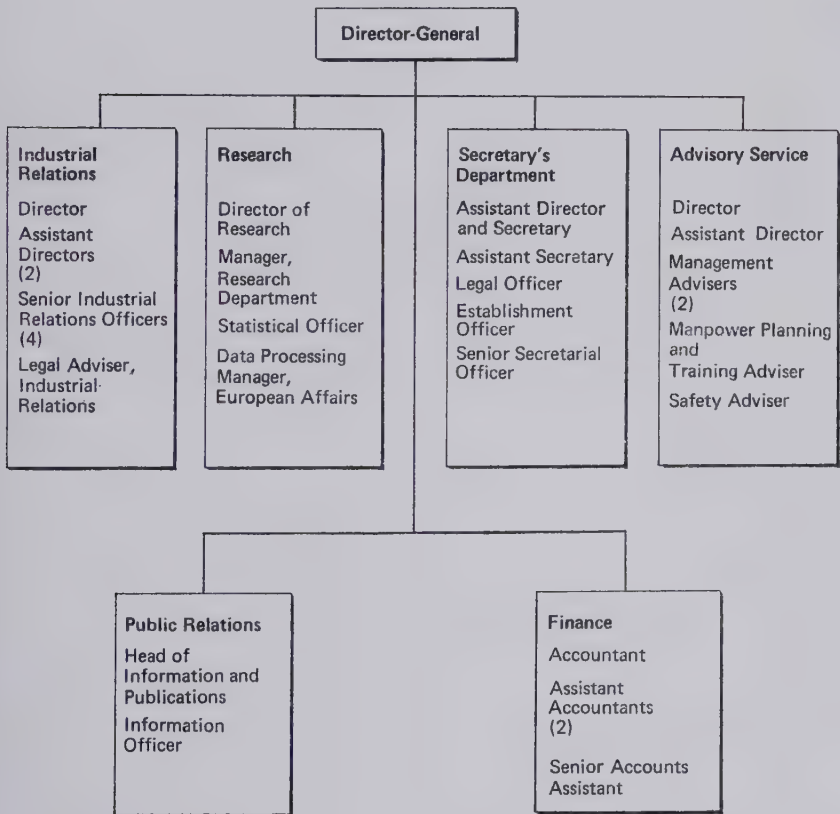 Director-General
Industrial
Relations
Director
Assistant
Directors
(2)
Senior Industrial
Relations Officers
(4)
Legal Adviser,
Industrial
Relations
Research
Director of
Research
Manager,
Research
Department
Statistical Officer
Data Processing
Manager,
European Affairs
Secretary's
Department
Assistant Director
and Secretary
Assistant Secretary
Legal Officer
Establishment
Officer
Senior Secretarial
Officer
Advisory Service
Director
Assistant Director
Management
Advisers
(2)
Manpower Planning
and
Training Adviser
Safety Adviser
Public Relations
Head of
Information and
Publications
Information
Officer
Finance
Accountant
Assistant
Accountants
(2)
Senior Accounts
Assistant